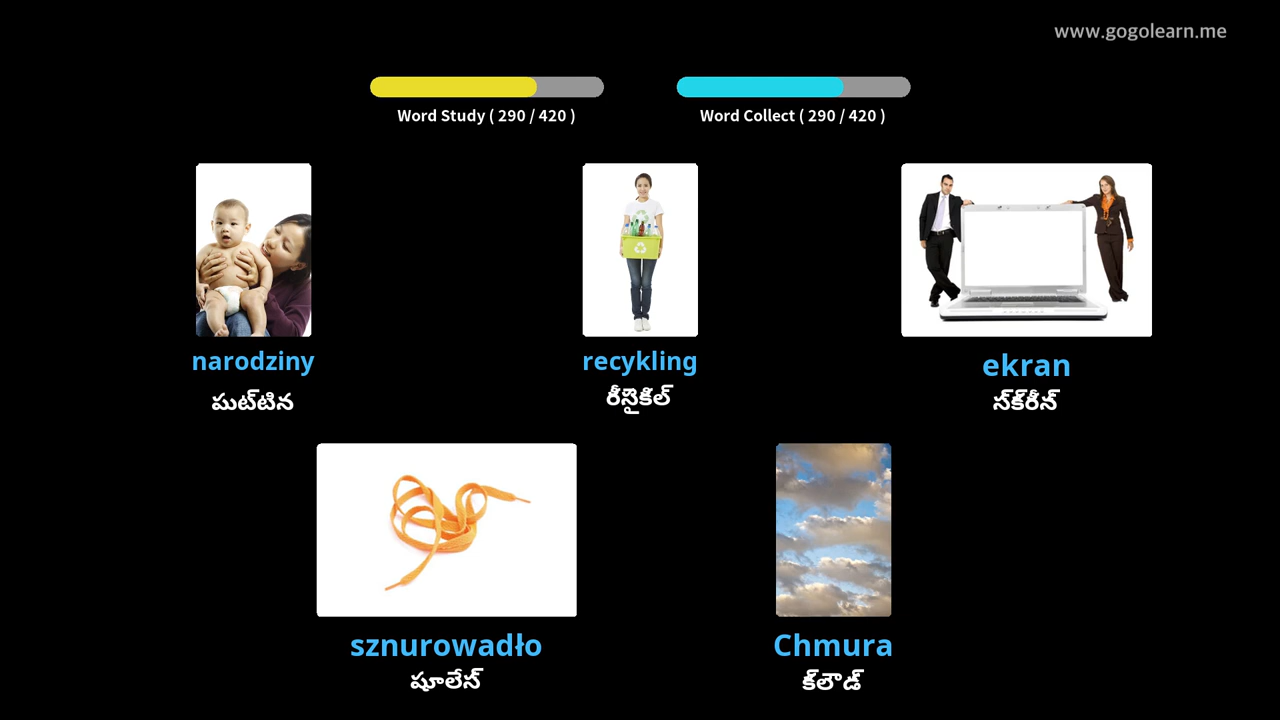 www.gogolearn.me
Word Study ( 290 / 420 )
Word Collect ( 290 / 420 )
narodziny
పుట్టిన
recykling
రీసైకిల్
ekran
స్క్రీన్
sznurowadło
షూలేస్
Chmura
క్లౌడ్